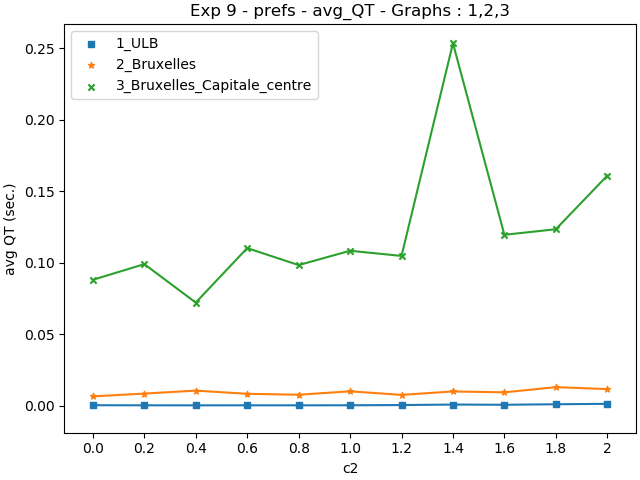 Exp 9 - prefs - avg_QT - Graphs : 1,2,3
1_ULB
2_Bruxelles
3_Bruxelles_Capitale_centre
avg QT (sec.)
0.25
0.20
0.15
0.10
0.05
0.00
0.0 0.2 0.4 0.6 0.8 1.0 1.2 1.4 1.6 1.8 2
c2